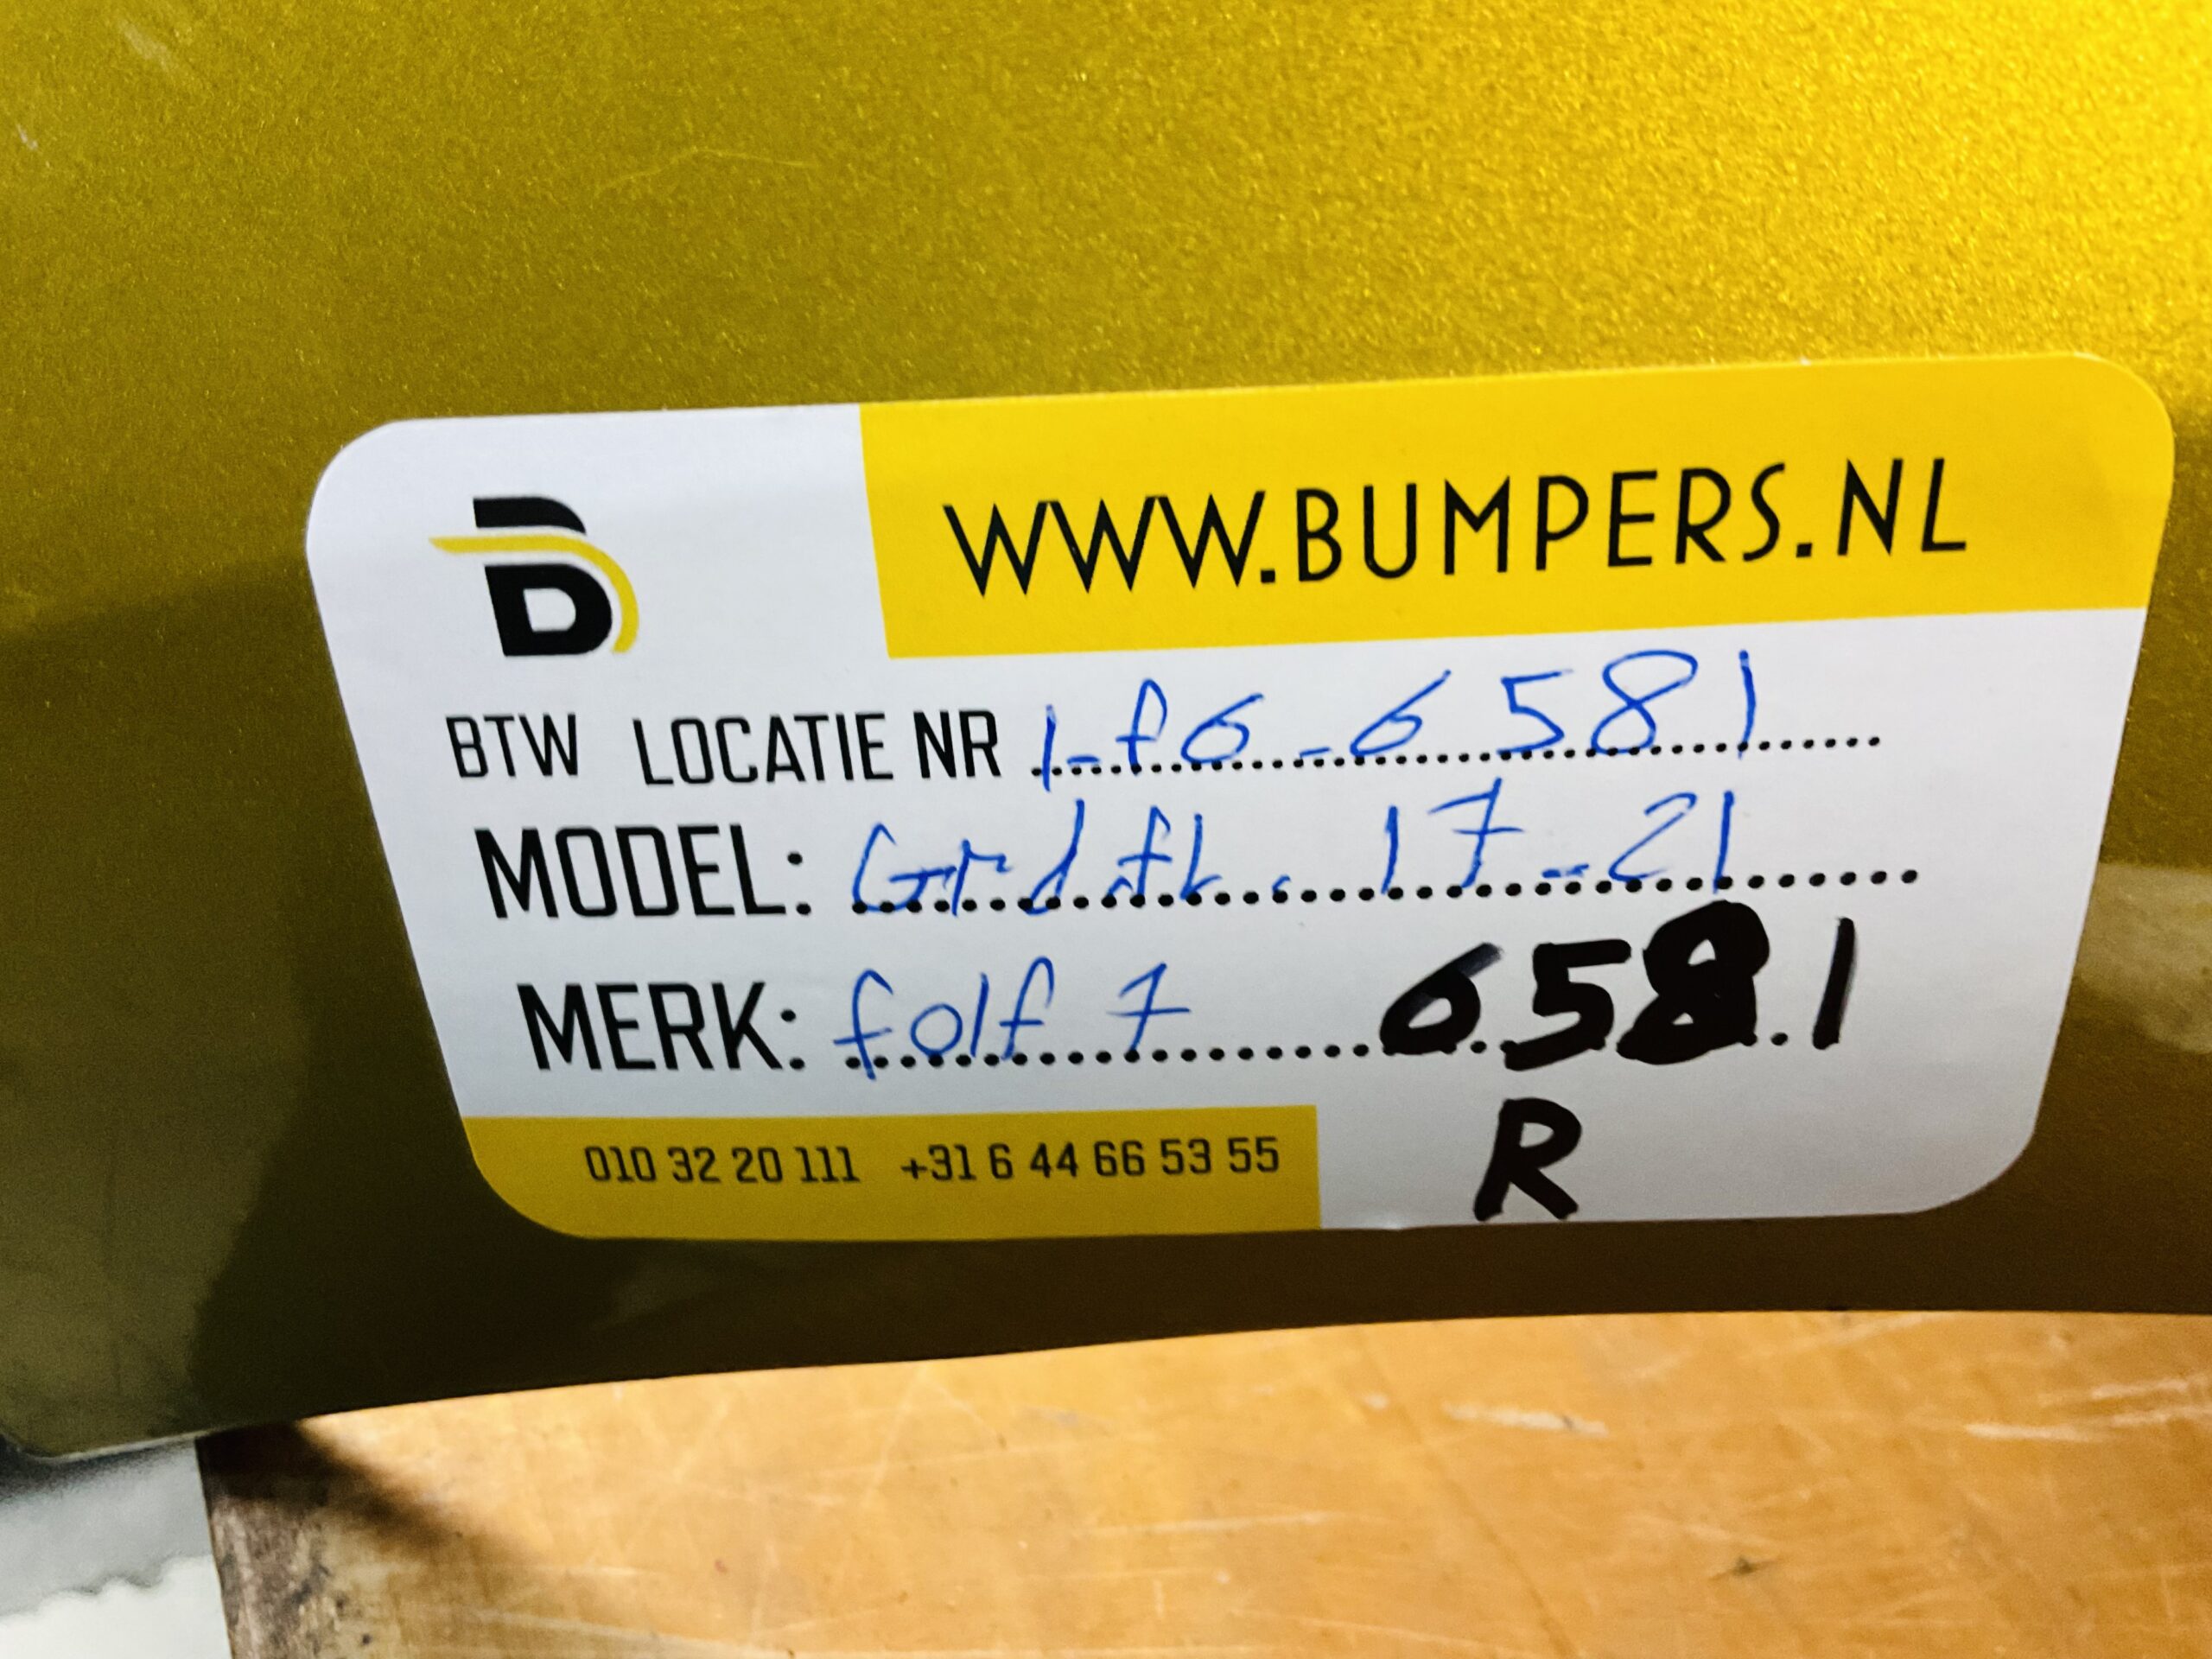 B
WWW.BUMPERS.NL
BTW LOCATIE NR 1-f6-6581
MODEL: 17-21
MERK: folf 7 6581
R
010 32 20 111 +31 6 44 66 53 55